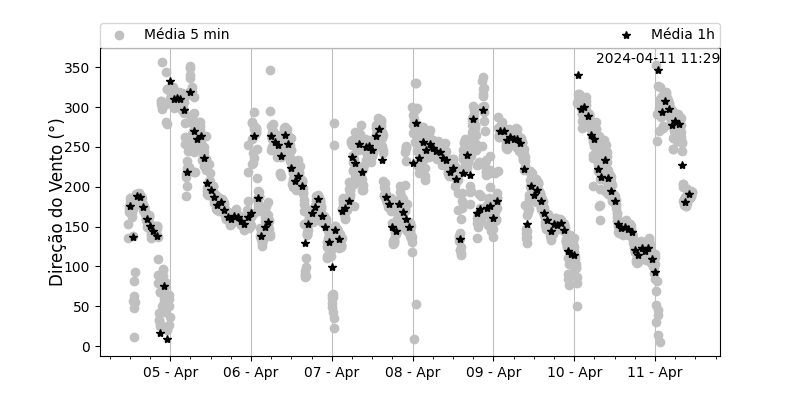 Média 5 min
Média 1h
2024-04-11 11:29
Direção do Vento (°)
350
300
250
200
150
100
50
0
05 - Apr
06 - Apr
07 - Apr
08 - Apr
09 - Apr
10 - Apr
11 - Apr